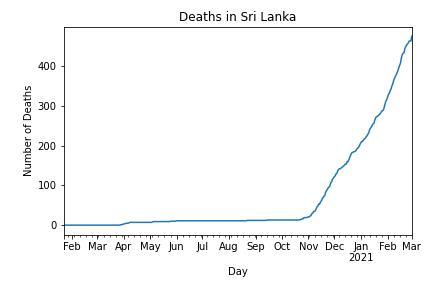 Deaths in Sri Lanka
Number of Deaths
400
300
200
100
0
Feb Mar Apr May Jun Jul Aug Sep Oct Nov Dec Jan Feb Mar
2021
Day